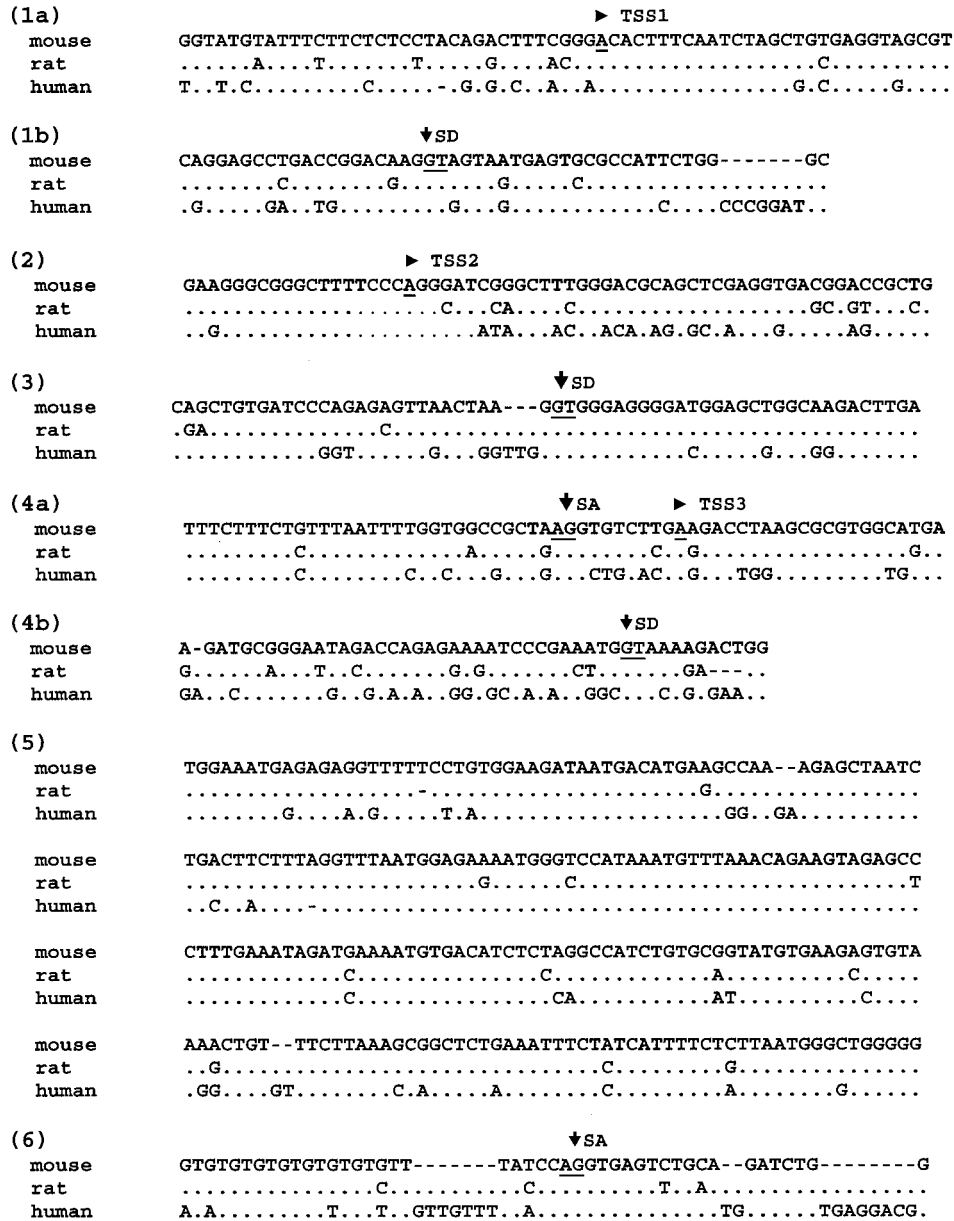 (1a) ► TSS1
mouse GGTATGTATTTCTTCTCTCCTACAGACTTTCGGGACACTTTCAATCTAGCTGTGAGGTAGCGT
rat ......A....T.......T.....G....AC....................C..........
human T..T.C.........C.....-.G.G.C..A..A................G.C.....G....
(1b) ↓SD
mouse CAGGAGCCTGACCGGACAAGGTAGTAATGAGTGCGCCATTCTGG-------GC
rat ........C........G........G.....C....................
human .G.....GA..TG.........G...G............C....CCCGGAT..
(2) ► TSS2
mouse GAAGGGCGGGCTTTTCCCAGGGATCGGGCTTTGGGACGCAGCTCGAGGTGACGGACCGCTG
rat .....................C...CA....C...................GC.GT...C.
human ..G.....................ATA...AC..ACA.AG.GC.A...G.....AG.....
(3) ↓SD
mouse CAGCTGTGATCCCAGAGAGTTAACTAA---GGTGGGAGGGGATGGAGCTGGCAAGACTTGA
rat .GA..............C...........................................
human ............GGT......G...GGTTG............C.....G...GG.......
(4a) ↓SA ► TSS3
mouse TTTCTTTCTGTTTAATTTTGGTGGCCGCTAAGGTGTCTTGAAGACCTAAGCGCGTGGCATGA
rat .........C.............A.....G........C..G.................G..
human .........C........C..C...G...G...CTG.AC..G...TGG.........TG...
(4b) ↓SD
mouse A-GATGCGGGAATAGACCAGAGAAAATCCCGAAATGGTAAAAGACTGG
rat G......A...T..C.......G.G.......CT.......GA---..
human GA..C.......G..G.A.A..GG.GC.A.A..GGC...C.G.GAA..
(5)
mouse TGGAAATGAGAGAGGTTTTTCCTGTGGAAGATAATGACATGAAGCCAA--AGAGCTAATC
rat ...................-......................G.................
human ........G....A.G.....T.A....................GG..GA..........
mouse TGACTTCTTTAGGTTTAATGGAGAAAATGGGTCCATAAATGTTTAAACAGAAGTAGAGCC
rat ........................G......C...........................T
human ..C..A....-.................................................
mouse CTTTGAAATAGATGAAAATGTGACATCTCTAGGCCATCTGTGCGGTATGTGAAGAGTGTA
rat .............C...............C.............A..........C.....
human .............C................CA...........AT..........C....
mouse AAACTGT--TTCTTAAAGCGGCTCTGAAATTTCTATCATTTTCTCTTAATGGGCTGGGGG
rat ..G...............................C.........G...............
human .GG....GT........C.A.....A........C.........A........G......
(6) ↓SA
mouse GTGTGTGTGTGTGTGTGTT-------TATCCAGGTGAGTCTGCA--GATCTG--------G
rat ................C...........C..........T..A..................
human A.A.........T...T..GTTGTTT..A...............TG......TGAGGACG.